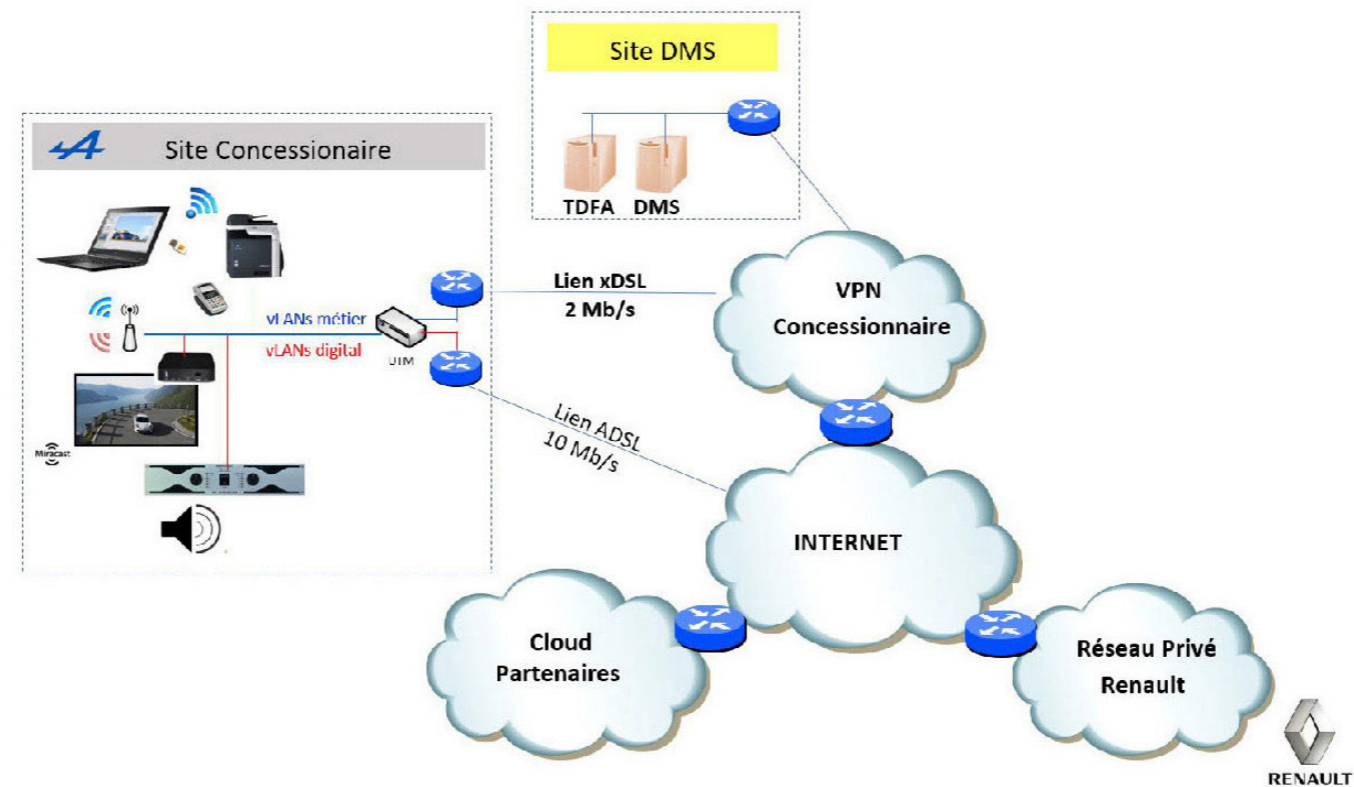 Site DMS
TDFA
DMS
Site Concessionaire
vLANs métier
vLANs digital
UTM
Miracast
Lien xDSL
2 Mb/s
VPN
Concessionnaire
Lien ADSL
10 Mb/s
INTERNET
Cloud
Partenaires
Réseau Privé
Renault
RENAULT